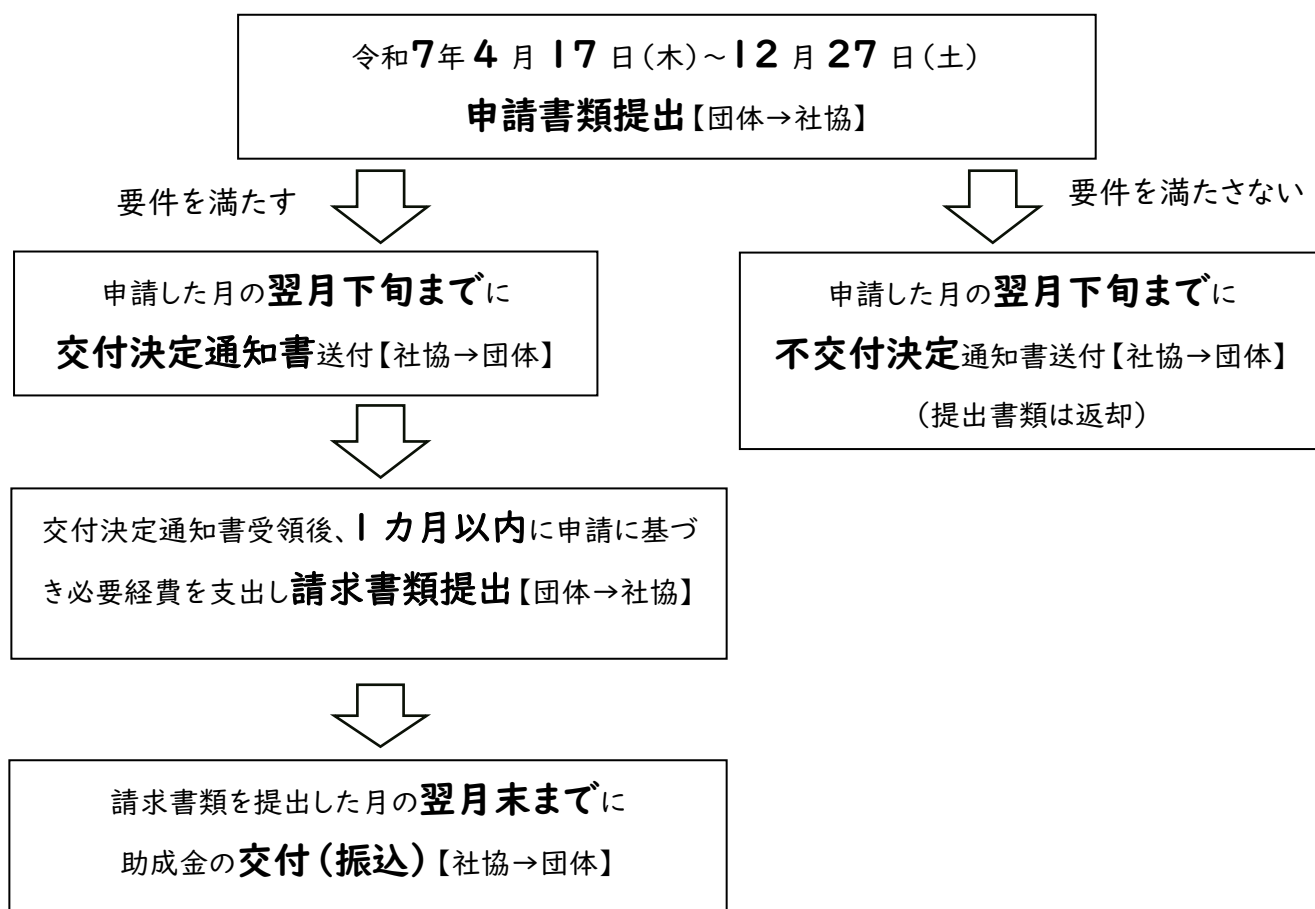 令和7年4月17日（木）～12月27日（土）
申請書類提出【団体→社協】
要件を満たす
要件を満たさない
申請した月の翌月下旬までに
交付決定通知書送付【社協→団体】
申請した月の翌月下旬までに
不交付決定通知書送付【社協→団体】
（提出書類は返却）
交付決定通知書受領後、1カ月以内に申請に基づ
き必要経費を支出し請求書類提出【団体→社協】
請求書類を提出した月の翌月末までに
助成金の交付（振込）【社協→団体】